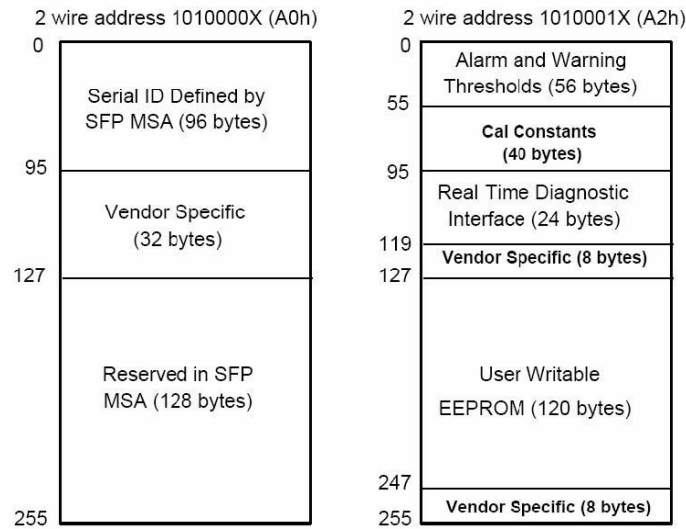 2 wire address 1010000X (A0h)
0
Serial ID Defined by
SFP MSA (96 bytes)
95
Vendor Specific
(32 bytes)
127
Reserved in SFP
MSA (128 bytes)
255
2 wire address 1010001X (A2h)
0
Alarm and Warning
Thresholds (56 bytes)
55
Cal Constants
(40 bytes)
95
Real Time Diagnostic
Interface (24 bytes)
119
Vendor Specific (8 bytes)
127
User Writable
EEPROM (120 bytes)
247
Vendor Specific (8 bytes)
255